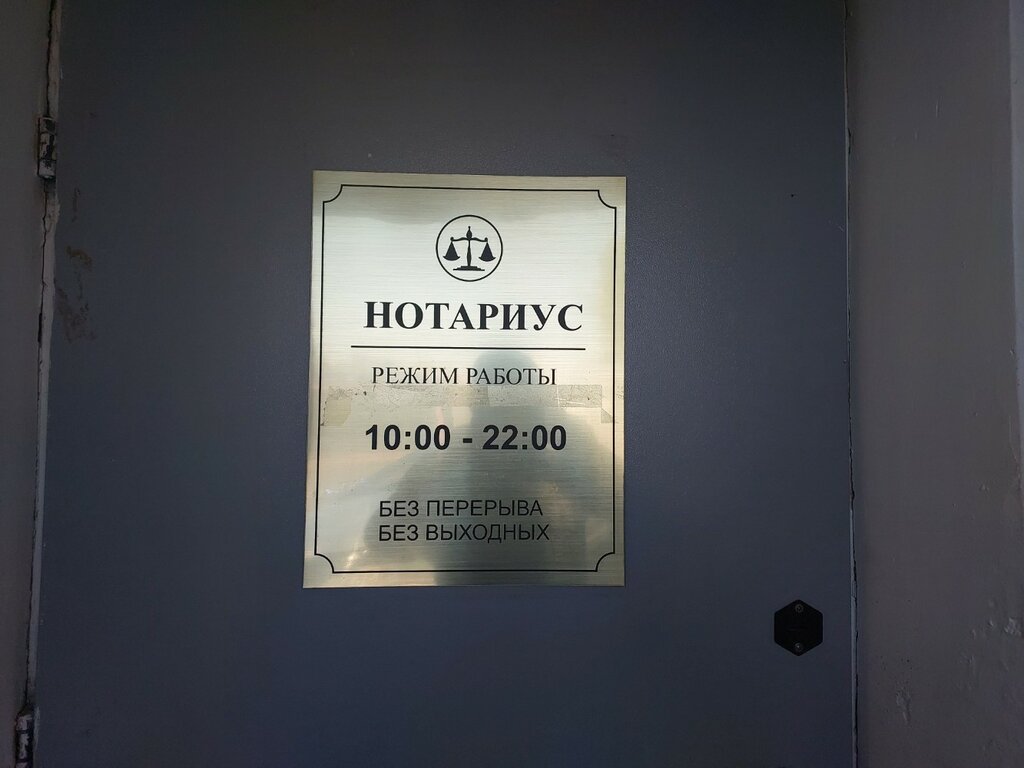 НОТАРИУС
РЕЖИМ РАБОТЫ
10:00 - 22:00
БЕЗ ПЕРЕРЫВА
БЕЗ ВЫХОДНЫХ